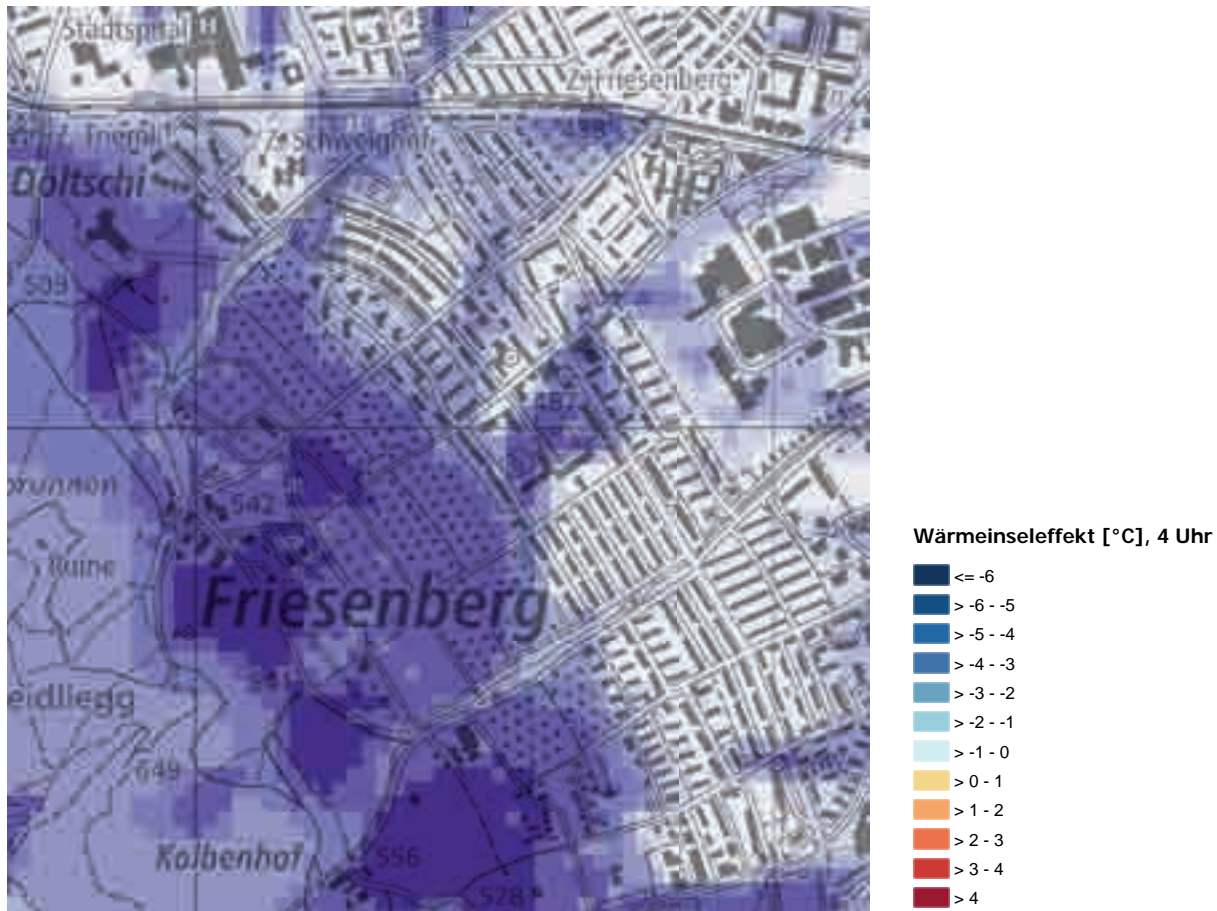 Stadtspital
Z. Friesenberg
Z. Schweighof
Döltschi
509
542
Ruine
Friesenberg
649
Kolbenhof
556
528
Wärmeinseleffekt [°C], 4 Uhr
<= -6
> -6 - -5
> -5 - -4
> -4 - -3
> -3 - -2
> -2 - -1
> -1 - 0
> 0 - 1
> 1 - 2
> 2 - 3
> 3 - 4
> 4